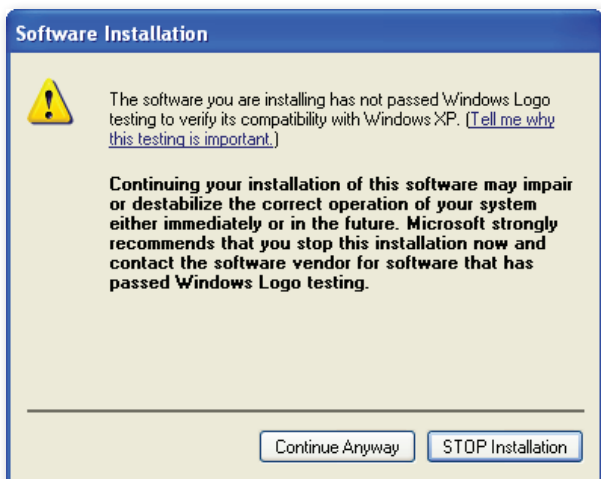 Software Installation
The software you are installing has not passed Windows Logo
testing to verify its compatibility with Windows XP. (Tell me why
this testing is important.)
Continuing your installation of this software may impair
or destabilize the correct operation of your system
either immediately or in the future. Microsoft strongly
recommends that you stop this installation now and
contact the software vendor for software that has
passed Windows Logo testing.
Continue Anyway
STOP Installation